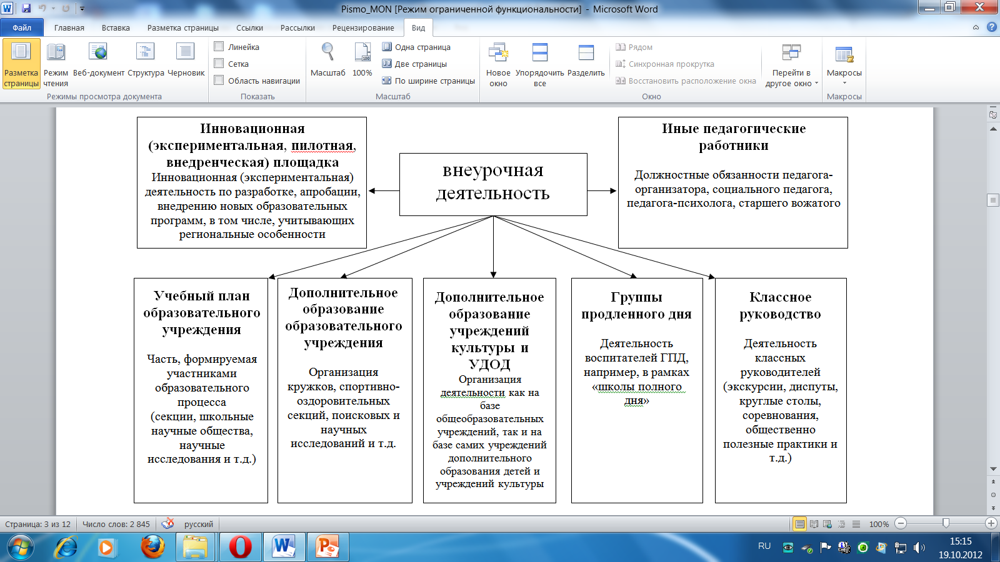 Pismo_MON [Режим ограниченной функциональности] - Microsoft Word
Файл
Главная
Вставка
Разметка страницы
Ссылки
Рассылки
Рецензирование
Вид
Разметка
страницы
Режим
чтения
Веб-документ
Структура
Черновик
Режимы просмотра документа
Линейка
Сетка
Область навигации
Показать
Масштаб
100%
Одна страница
Две страницы
По ширине страницы
Масштаб
Новое
окно
Упорядочить
все
Разделить
Рядом
Синхронная прокрутка
Восстановить расположение окна
Перейти в
другое окно
Окно
Макросы
Макросы
Инновационная
(экспериментальная, пилотная,
внедренческая) площадка
Инновационная (экспериментальная)
деятельность по разработке, апробации,
внедрению новых образовательных
программ, в том числе, учитывающих
региональные особенности
внеурочная
деятельность
Иные педагогические
работники
Должностные обязанности педагога-
организатора, социального педагога,
педагога-психолога, старшего вожатого
Учебный план
образовательного
учреждения
Часть, формируемая
участниками
образовательного
процесса
(секции, школьные
научные общества,
научные
исследования и т.д.)
Дополнительное
образование
образовательного
учреждения
Организация
кружков, спортивно-
оздоровительных
секций, поисковых и
научных
исследований и т.д.
Дополнительное
образование
учреждений
культуры и
УДОД
Организация
деятельности как на
базе
общеобразовательных
учреждений, так и на
базе самих учреждений
дополнительного
образования детей и
учреждений культуры
Группы
продленного дня
Деятельность
воспитателей ГПД,
например, в рамках
«школы полного
дня»
Классное
руководство
Деятельность
классных
руководителей
(экскурсии, диспуты,
круглые столы,
соревнования,
общественно
полезные практики и
т.д.)
Страница: 3 из 12
Число слов: 2 845
русский
100%
RU
15:15
19.10.2012